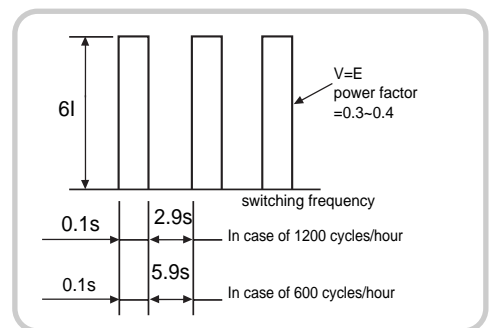 V=E
power factor
=0.3~0.4
6I
switching frequency
0.1s
2.9s
In case of 1200 cycles/hour
0.1s
5.9s
In case of 600 cycles/hour